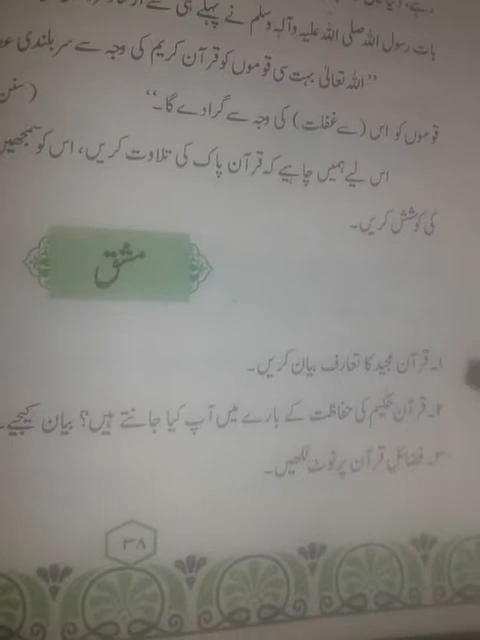 بات رسول اللہ صلی اللہ علیہ وآلہ وسلم نے پہلے ہی سے
”اللہ تعالیٰ بہت سی قوموں کو قرآن کریم کی وجہ سے سربلندی
قوموں کو اس (سے غفلت) کی وجہ سے گرا دے گا۔“ (سنن
اس لیے ہمیں چاہیے کہ قرآن پاک کی تلاوت کریں، اس کو سمجھیں
کی کوشش کریں۔
مشق
۱۔ قرآن مجید کا تعارف بیان کریں۔
۲۔ قرآن حکیم کی حفاظت کے بارے میں آپ کیا جانتے ہیں؟ بیان کیجیے۔
۳۔ فضائل قرآن پر نوٹ لکھیں۔
۳۸